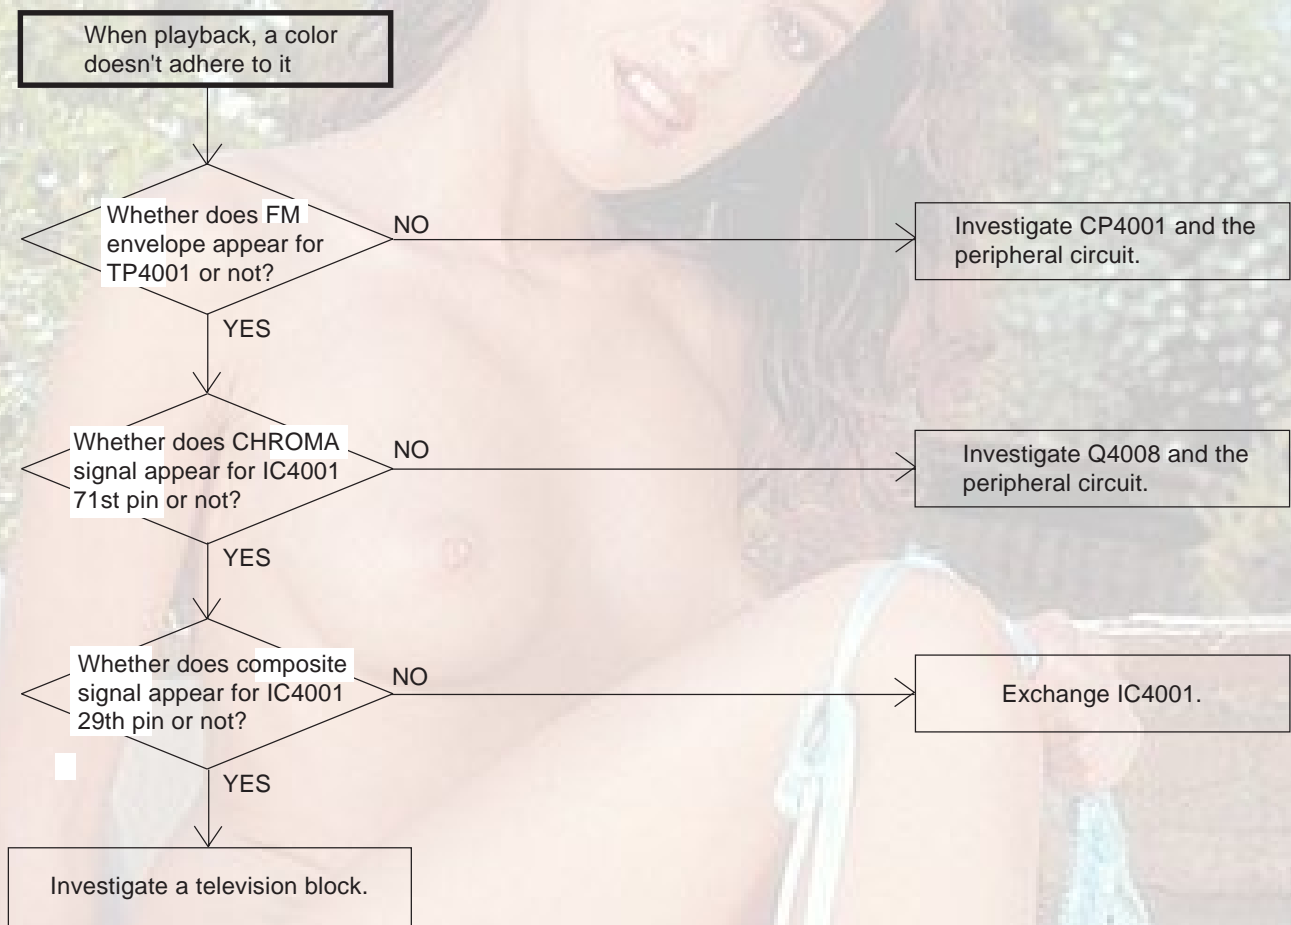 When playback, a color
doesn't adhere to it
Whether does FM
envelope appear for
TP4001 or not?
NO
Investigate CP4001 and the
peripheral circuit.
YES
Whether does CHROMA
signal appear for IC4001
71st pin or not?
NO
Investigate Q4008 and the
peripheral circuit.
YES
Whether does composite
signal appear for IC4001
29th pin or not?
NO
Exchange IC4001.
YES
Investigate a television block.